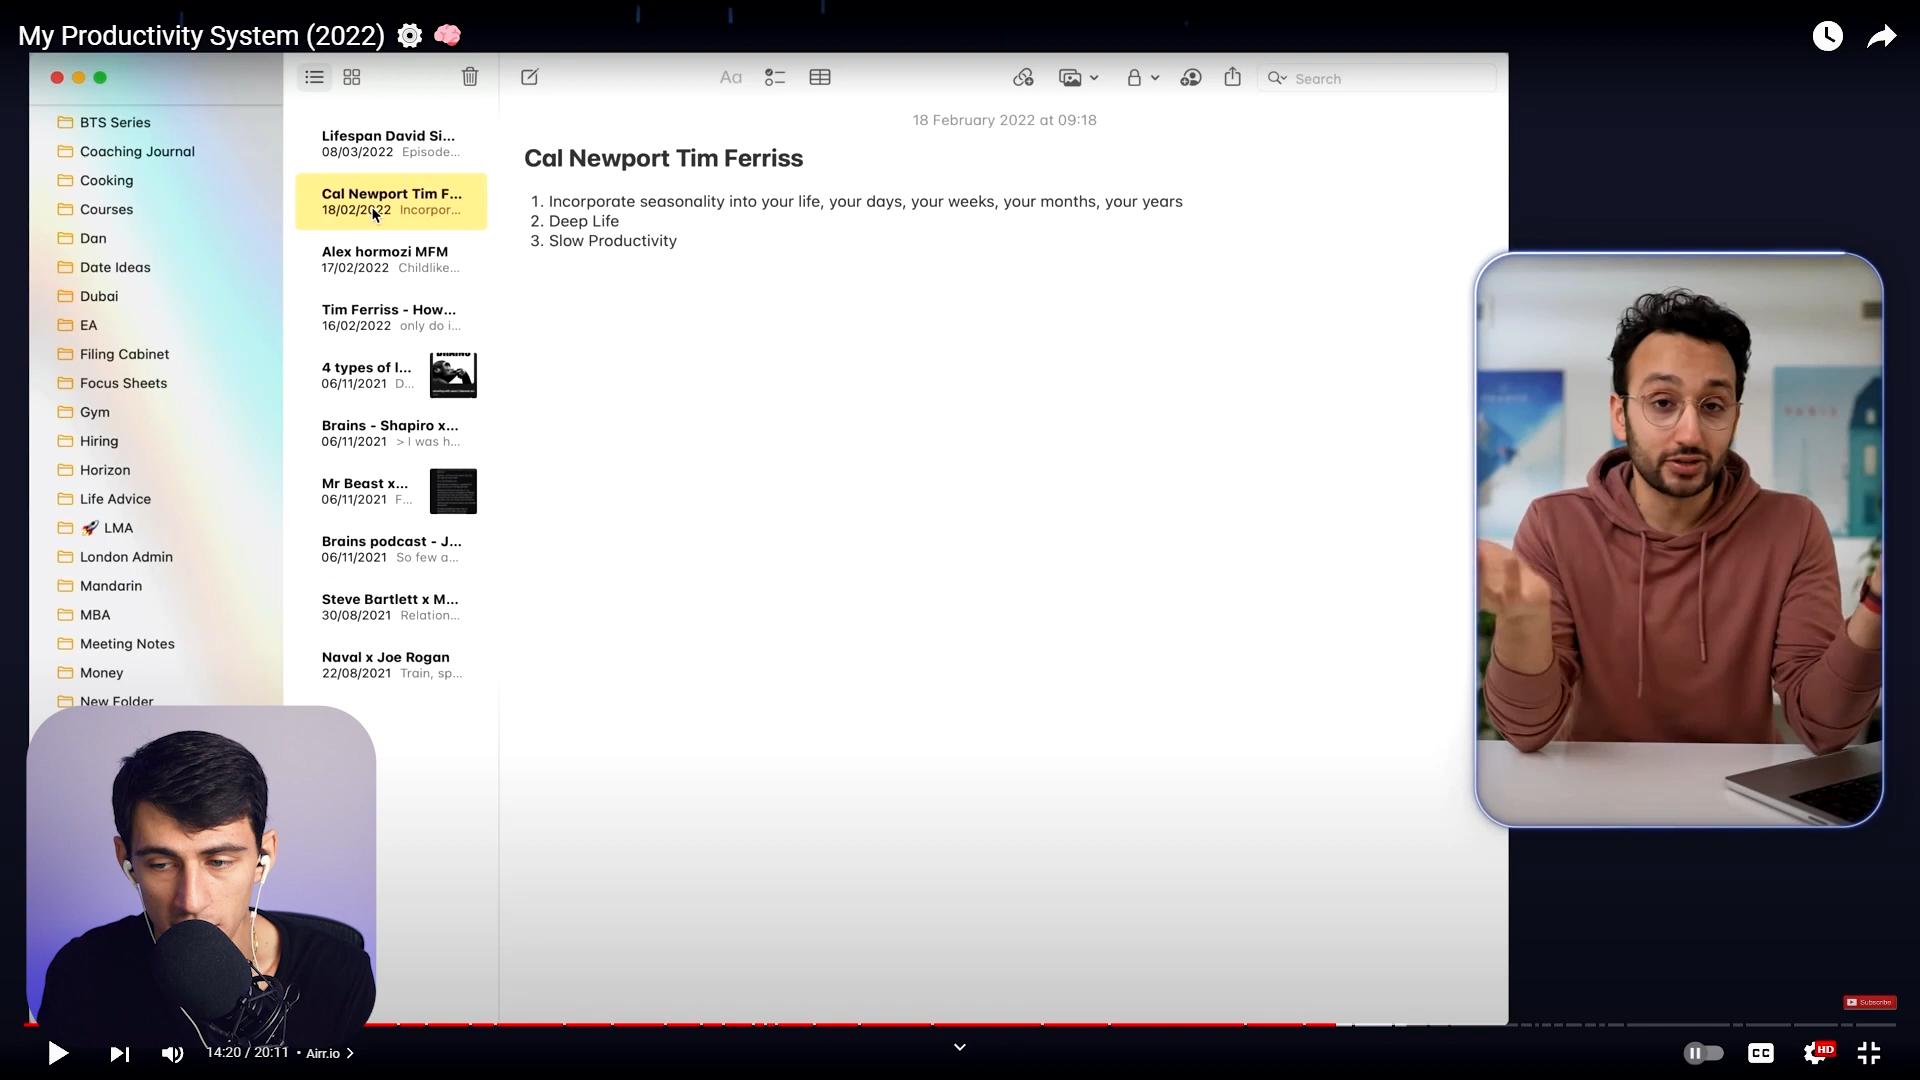 My Productivity System (2022) ⚙️ 🧠
Aa
Search
BTS Series
Coaching Journal
Cooking
Courses
Dan
Date Ideas
Dubai
EA
Filing Cabinet
Focus Sheets
Gym
Hiring
Horizon
Life Advice
🚀 LMA
London Admin
Mandarin
MBA
Meeting Notes
Money
New Folder
Lifespan David Si...
08/03/2022 Episode...
Cal Newport Tim F...
18/02/2022 Incorpor...
Alex hormozi MFM
17/02/2022 Childlike...
Tim Ferriss - How...
16/02/2022 only do i...
4 types of l...
06/11/2021 D...
Brains - Shapiro x...
06/11/2021 > I was h...
Mr Beast x...
06/11/2021 F...
Brains podcast - J...
06/11/2021 So few a...
Steve Bartlett x M...
30/08/2021 Relation...
Naval x Joe Rogan
22/08/2021 Train, sp...
18 February 2022 at 09:18
Cal Newport Tim Ferriss
1. Incorporate seasonality into your life, your days, your weeks, your months, your years
2. Deep Life
3. Slow Productivity
Subscribe
14:20 / 20:11 • Airr.io >
CC
HD